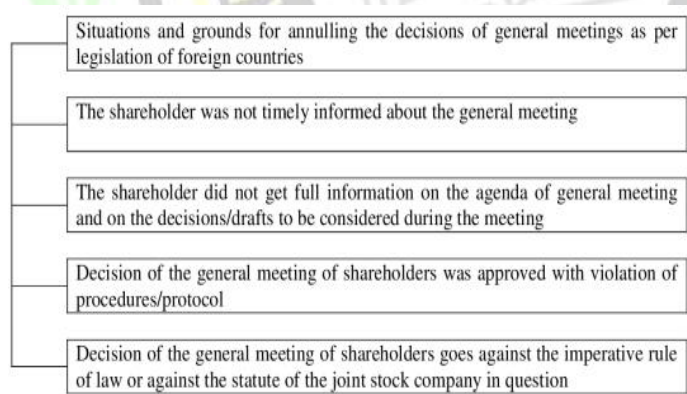 Situations and grounds for annulling the decisions of general meetings as per
legislation of foreign countries
The shareholder was not timely informed about the general meeting
The shareholder did not get full information on the agenda of general meeting
and on the decisions/drafts to be considered during the meeting
Decision of the general meeting of shareholders was approved with violation of
procedures/protocol
Decision of the general meeting of shareholders goes against the imperative rule
of law or against the statute of the joint stock company in question